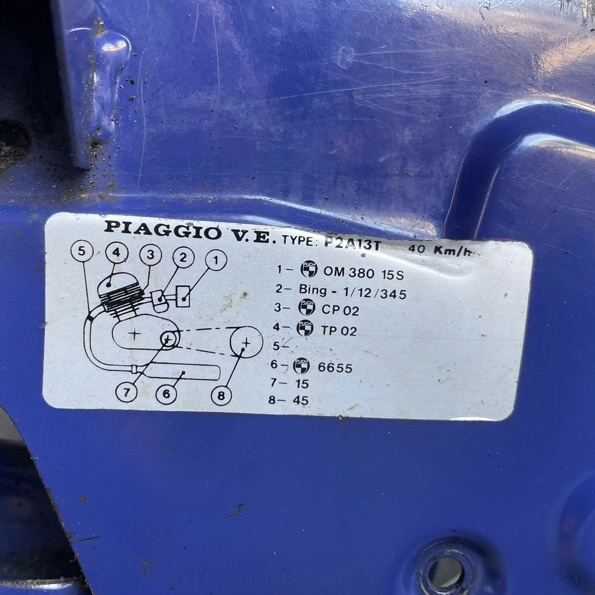 PIAGGIO V.E. TYPE: P2A13T 40 Km/h
5 4 3 2 1
1- OM 380 15S
2- Bing - 1/12/345
3- CP 02
4- TP 02
5-
6- 6655
7- 15
8- 45
7 6 8